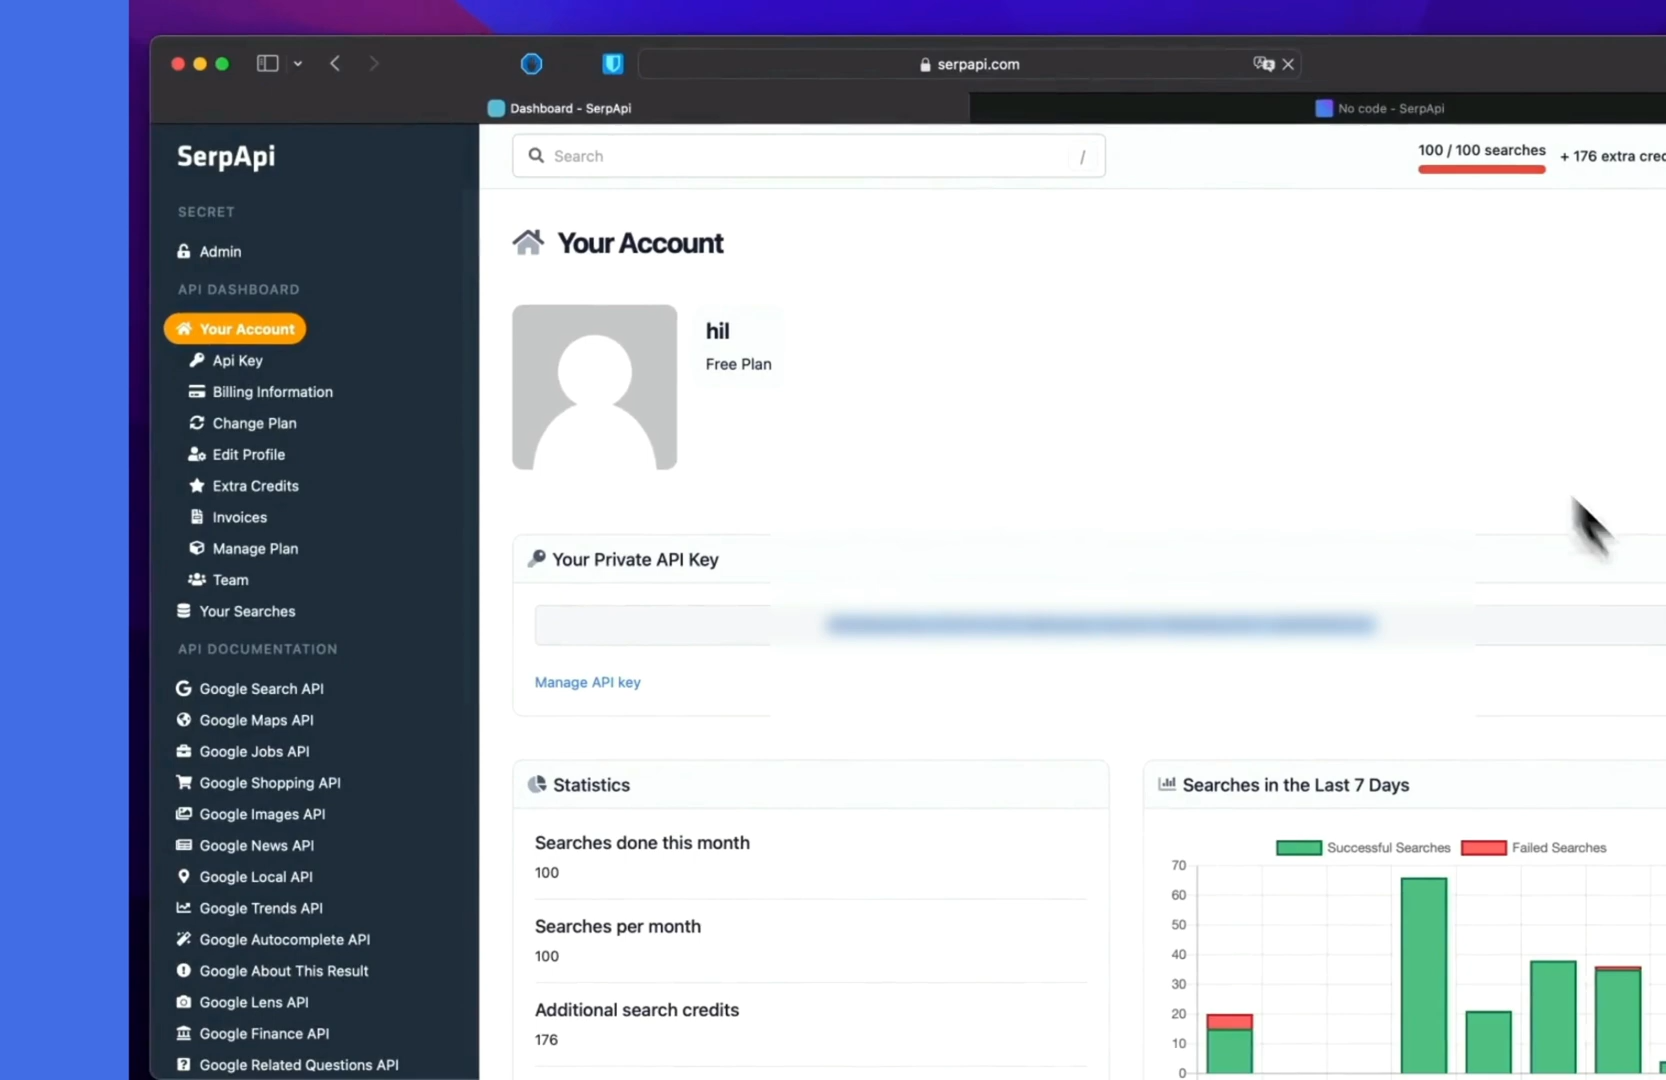 serpapi.com
Dashboard - SerpApi
No code - SerpApi
SerpApi
Search
/
100 / 100 searches
+ 176 extra cred
SECRET
Admin
API DASHBOARD
Your Account
Api Key
Billing Information
Change Plan
Edit Profile
Extra Credits
Invoices
Manage Plan
Team
Your Searches
API DOCUMENTATION
Google Search API
Google Maps API
Google Jobs API
Google Shopping API
Google Images API
Google News API
Google Local API
Google Trends API
Google Autocomplete API
Google About This Result
Google Lens API
Google Finance API
Google Related Questions API
Your Account
hil
Free Plan
Your Private API Key
Manage API key
Statistics
Searches done this month
100
Searches per month
100
Additional search credits
176
Searches in the Last 7 Days
Successful Searches
Failed Searches
70
60
50
40
30
20
10
0